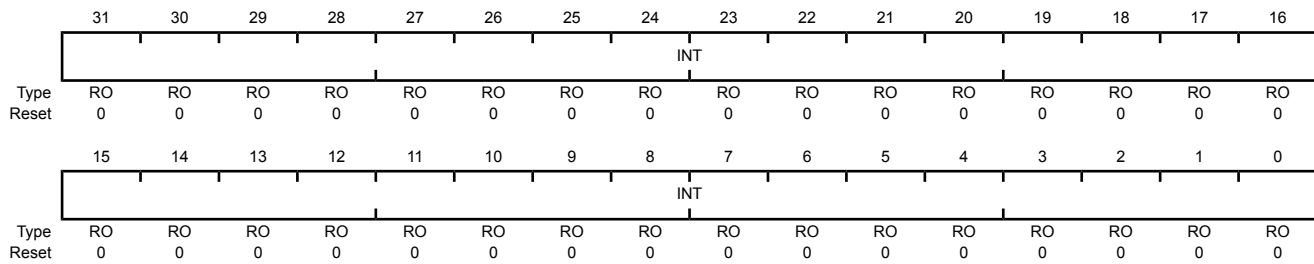 31 30 29 28 27 26 25 24 23 22 21 20 19 18 17 16
INT
Type RO RO RO RO RO RO RO RO RO RO RO RO RO RO RO RO
Reset 0 0 0 0 0 0 0 0 0 0 0 0 0 0 0 0
15 14 13 12 11 10 9 8 7 6 5 4 3 2 1 0
INT
Type RO RO RO RO RO RO RO RO RO RO RO RO RO RO RO RO
Reset 0 0 0 0 0 0 0 0 0 0 0 0 0 0 0 0